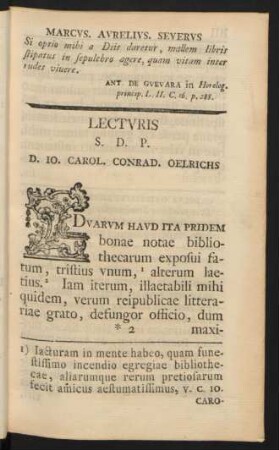 MARCVS. AVRELIVS. SEVERVS
Si optio mihi a Diis daretur, mallem libris
stipatus in sepulcro agere, quam vitam inter
rudes vivere.
ANT. DE GVEVARA in Horolog.
princip. L. II. C. 16. p. 288.
LECTVRIS
S. D. P.
D. IO. CAROL. CONRAD. OELRICHS
DVARVM HAVD ITA PRIDEM
bonae notae biblio-
thecarum exposui fa-
tum, tristius vnum, ¹ alterum lae-
tius. ² Iam iterum, illaetabili mihi
quidem, verum reipublicae littera-
riae grato, defungor officio, dum
* 2 maxi-
1) Iacturam in mente habeo, quam fune-
stissimo incendio egregiae bibliothe-
cae, aliarumque rerum pretiosarum
fecit amicus aestumatissimus, V. C. IO.
CARO-